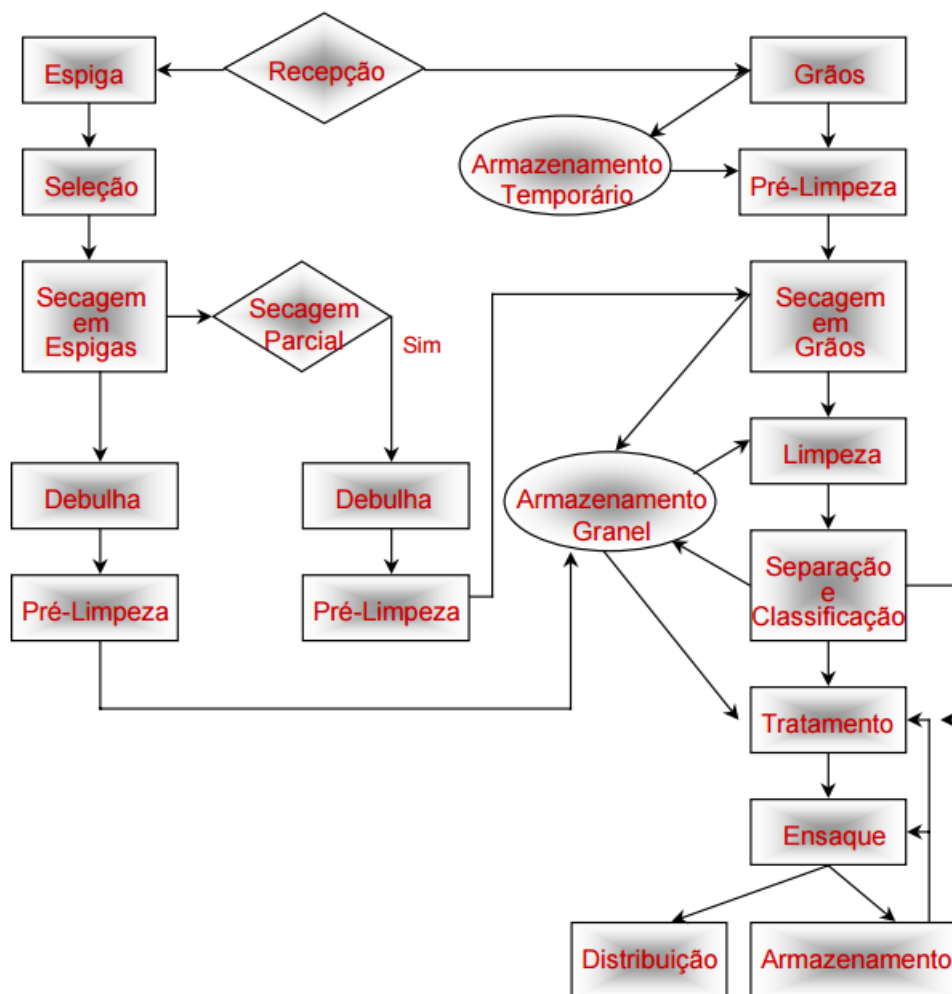 Espiga
Recepção
Grãos
Armazenamento
Temporário
Seleção
Pré-Limpeza
Secagem
em
Espigas
Secagem
Parcial
Sim
Secagem
em
Grãos
Limpeza
Debulha
Debulha
Armazenamento
Granel
Pré-Limpeza
Pré-Limpeza
Separação
e
Classificação
Tratamento
Ensaque
Distribuição
Armazenamento